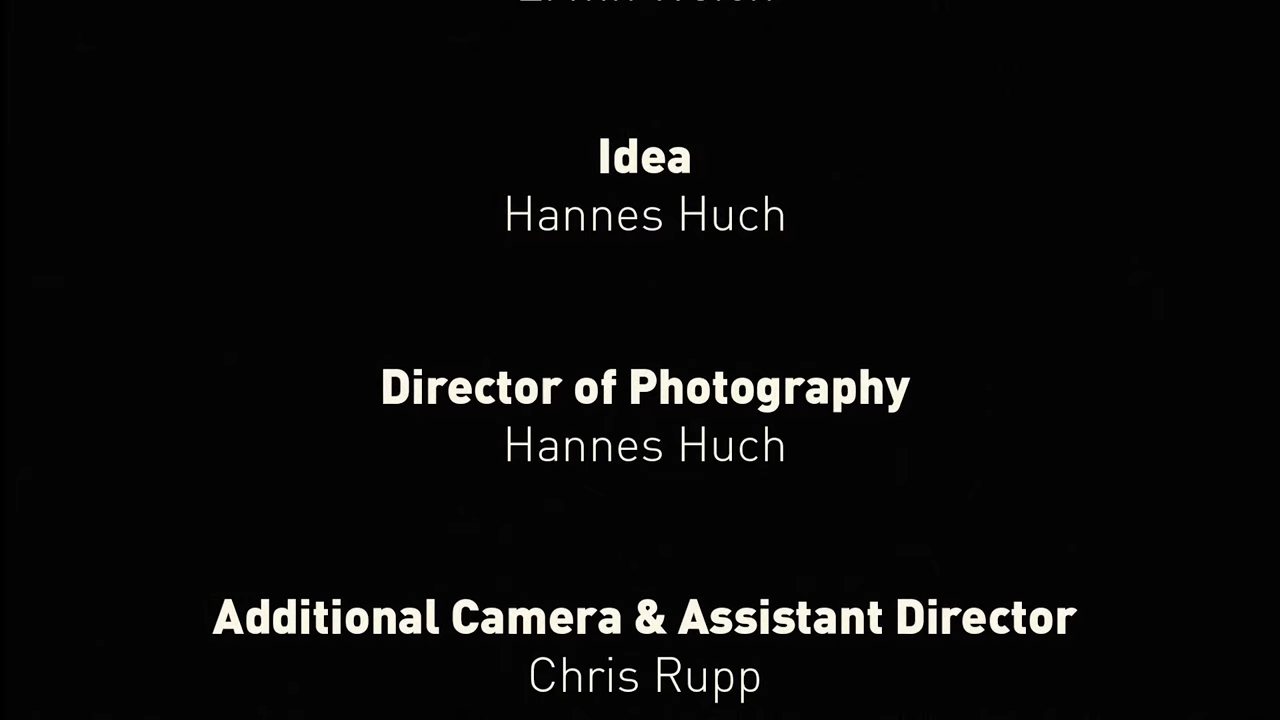 Idea
Hannes Huch
Director of Photography
Hannes Huch
Additional Camera & Assistant Director
Chris Rupp